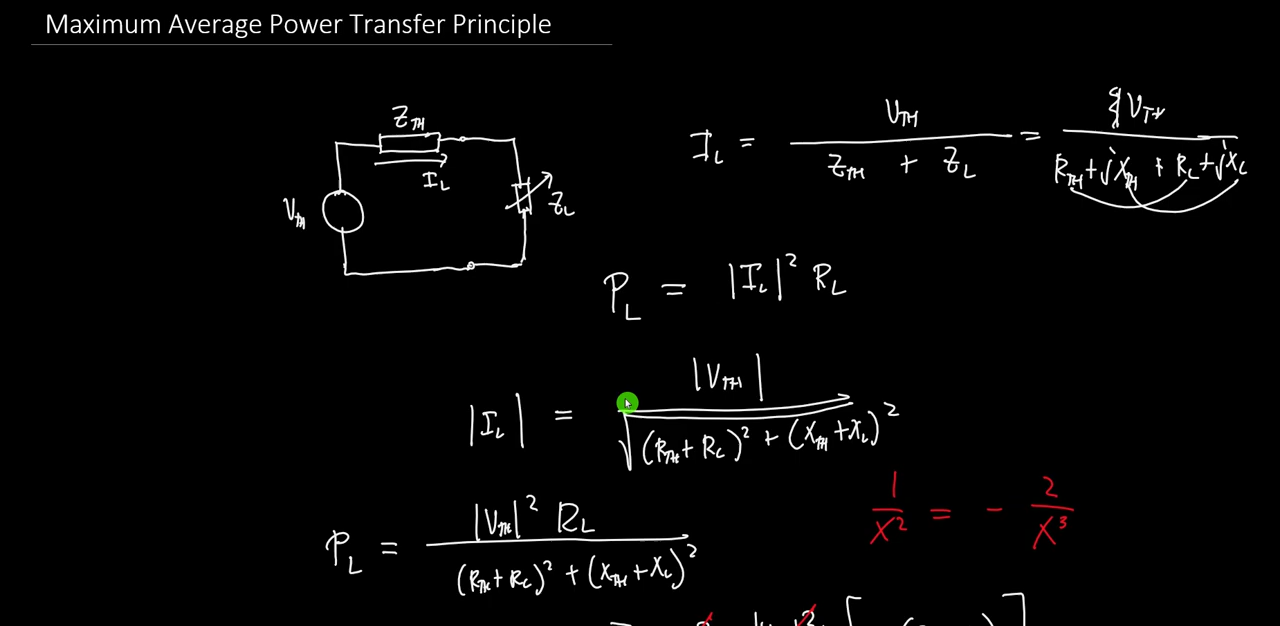 Maximum Average Power Transfer Principle
Z_TH
I_L
V_TH
Z_L
I_L = V_TH / (Z_TH + Z_L) = V_TH / (R_TH + jX_TH + R_L + jX_L)
P_L = |I_L|² R_L
|I_L| = |V_TH| / √((R_TH + R_L)² + (X_TH + X_L)²)
P_L = |V_TH|² R_L / ((R_TH + R_L)² + (X_TH + X_L)²)
1/X² = - 2/X³